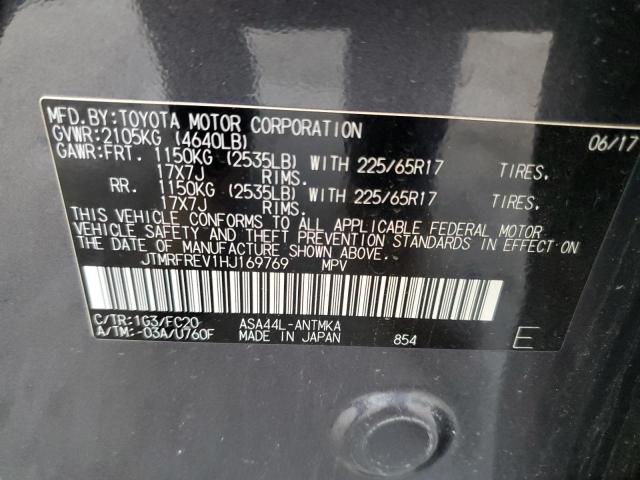 MFD.BY:TOYOTA MOTOR CORPORATION 06/17
GVWR:2105KG (4640LB)
GAWR:FRT. 1150KG (2535LB) WITH 225/65R17 TIRES,
17X7J RIMS.
RR. 1150KG (2535LB) WITH 225/65R17 TIRES,
17X7J RIMS.
THIS VEHICLE CONFORMS TO ALL APPLICABLE FEDERAL MOTOR
VEHICLE SAFETY AND THEFT PREVENTION STANDARDS IN EFFECT ON
THE DATE OF MANUFACTURE SHOWN ABOVE.
JTMRFREV1HJ169769 MPV
C/TR:1G3/FC20 ASA44L-ANTMKA
A/TM:-03A/U760F MADE IN JAPAN 854 E